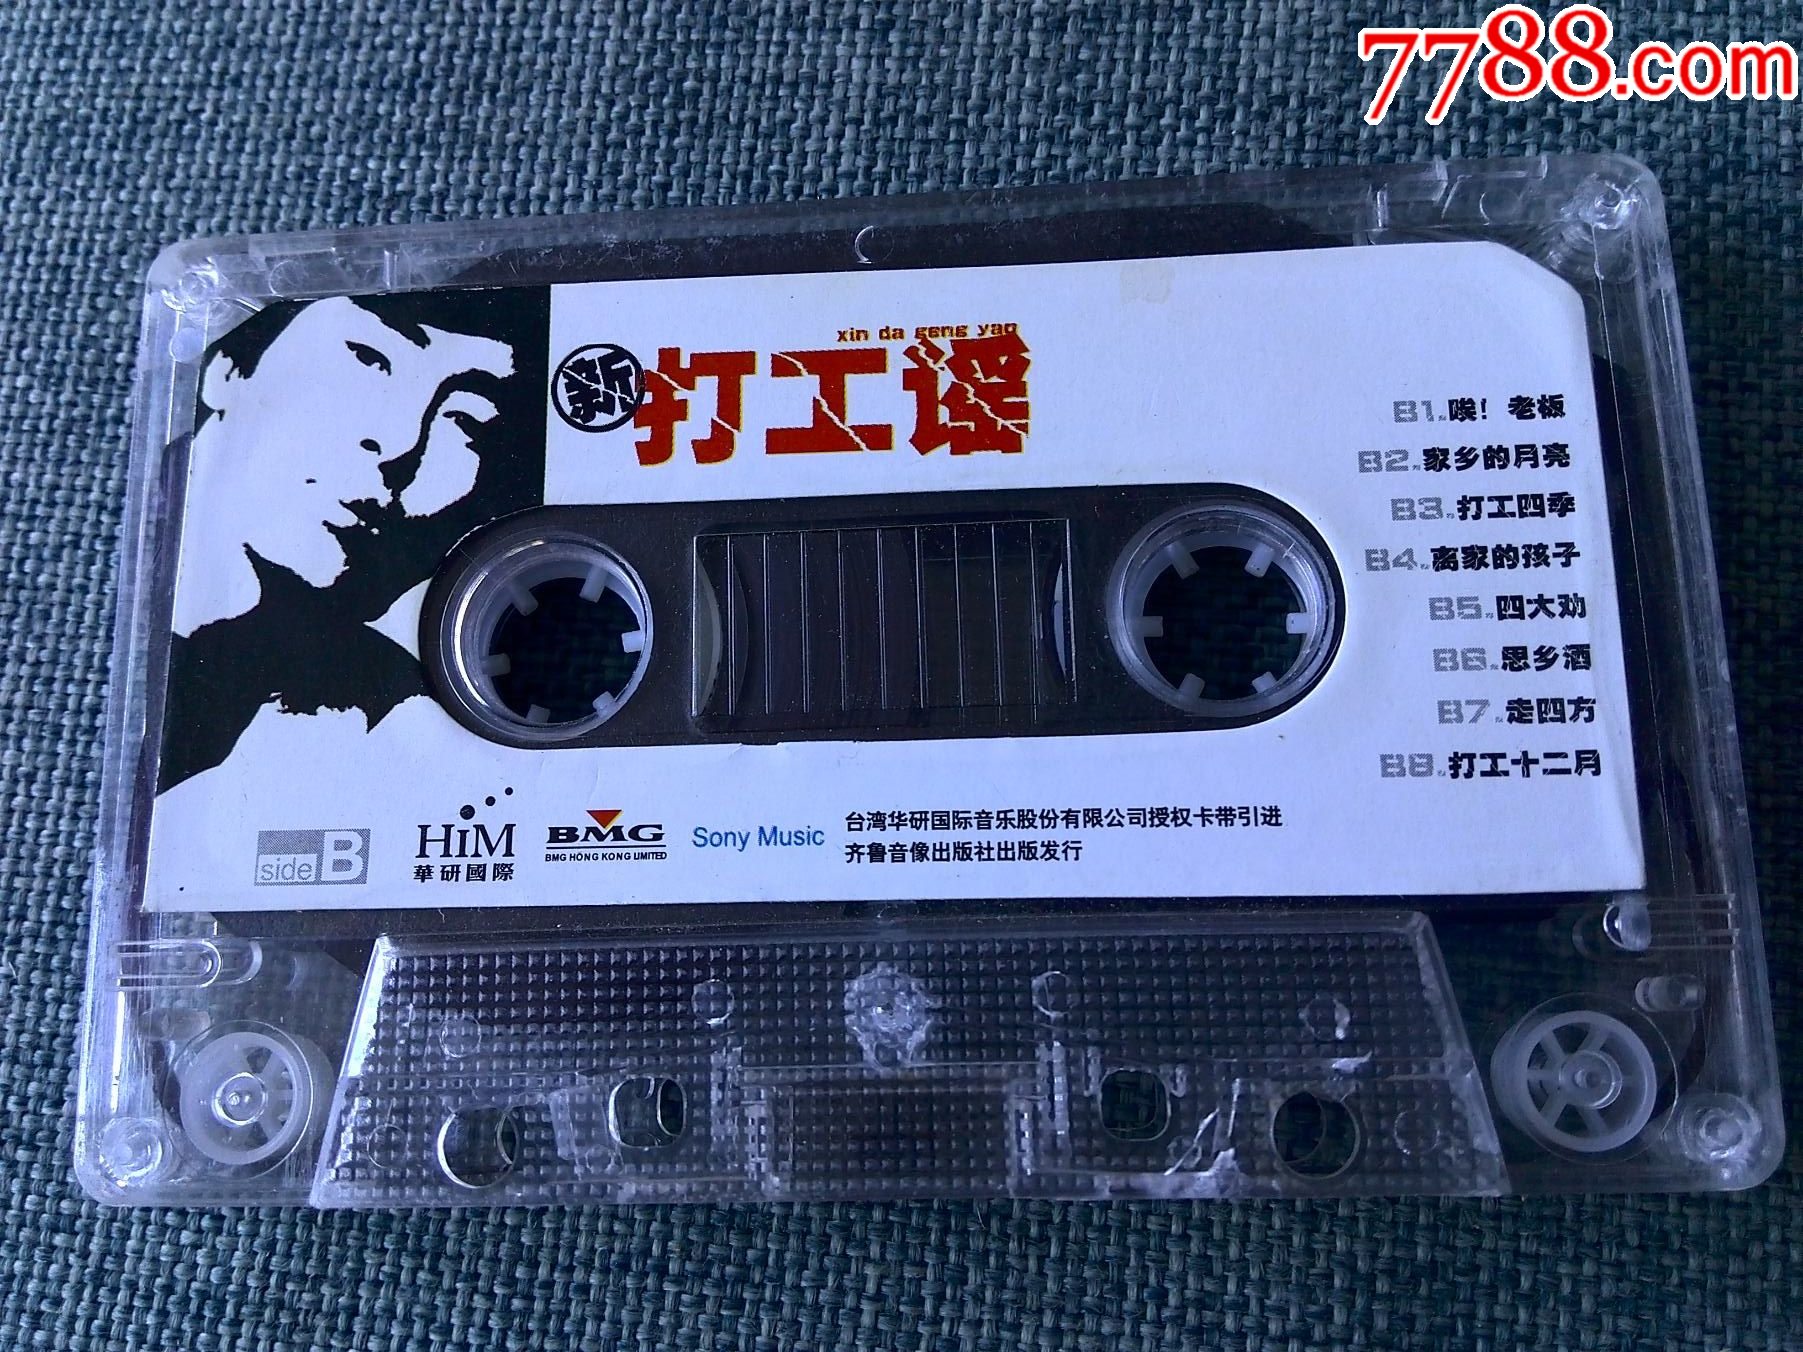 7788.com
xin da gong yao
新 打工谣
B1.唉！老板
B2.家乡的月亮
B3.打工四季
B4.离家的孩子
B5.四大劝
B6.思乡酒
B7.走四方
B8.打工十二月
side B
HiM
華研國際
BMG
BMG HONG KONG LIMITED
Sony Music
台湾华研国际音乐股份有限公司授权卡带引进
齐鲁音像出版社出版发行